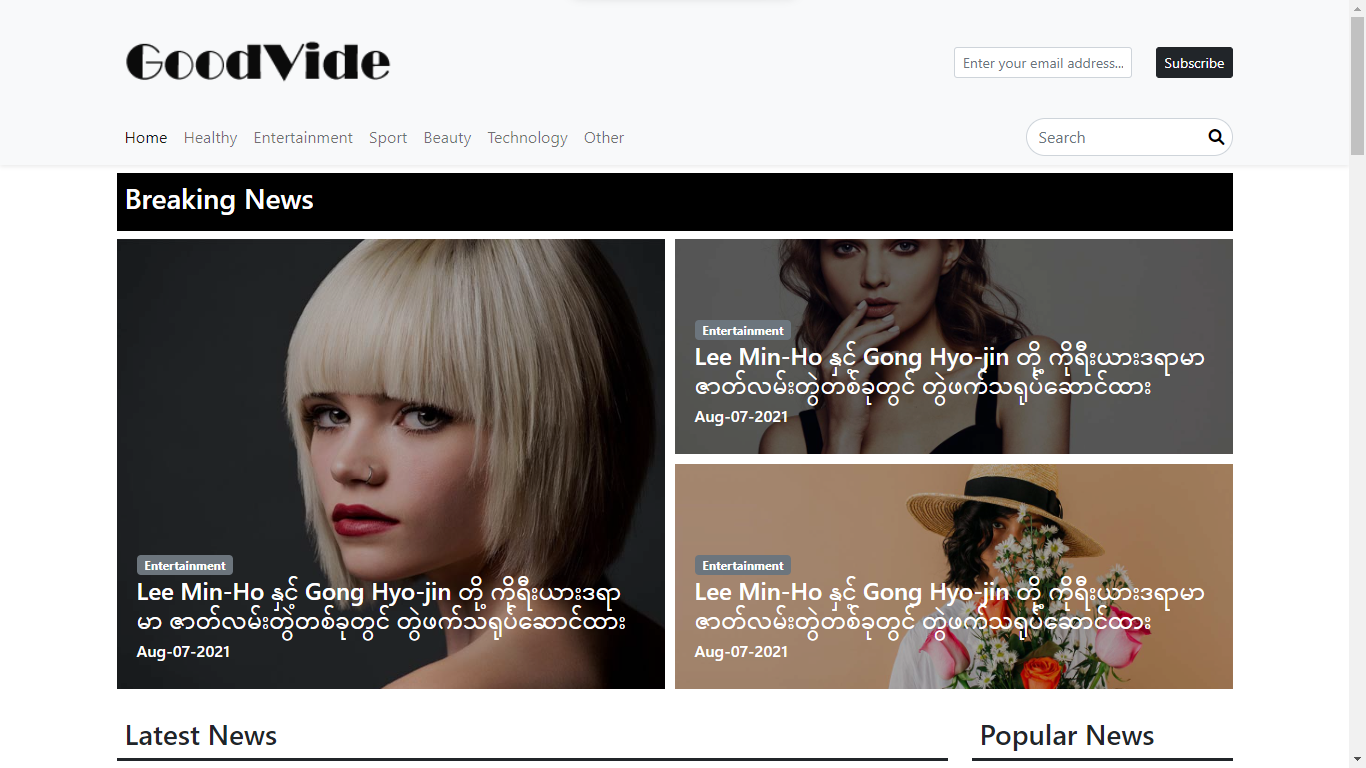 GoodVide
Enter your email address...
Subscribe
Home Healthy Entertainment Sport Beauty Technology Other
Search
Breaking News
Entertainment
Lee Min-Ho နှင့် Gong Hyo-jin တို့ ကိုရီးယားဒရာ
မာ ဇာတ်လမ်းတွဲတစ်ခုတွင် တွဲဖက်သရုပ်ဆောင်ထား
Aug-07-2021
Entertainment
Lee Min-Ho နှင့် Gong Hyo-jin တို့ ကိုရီးယားဒရာမာ
ဇာတ်လမ်းတွဲတစ်ခုတွင် တွဲဖက်သရုပ်ဆောင်ထား
Aug-07-2021
Entertainment
Lee Min-Ho နှင့် Gong Hyo-jin တို့ ကိုရီးယားဒရာမာ
ဇာတ်လမ်းတွဲတစ်ခုတွင် တွဲဖက်သရုပ်ဆောင်ထား
Aug-07-2021
Latest News
Popular News